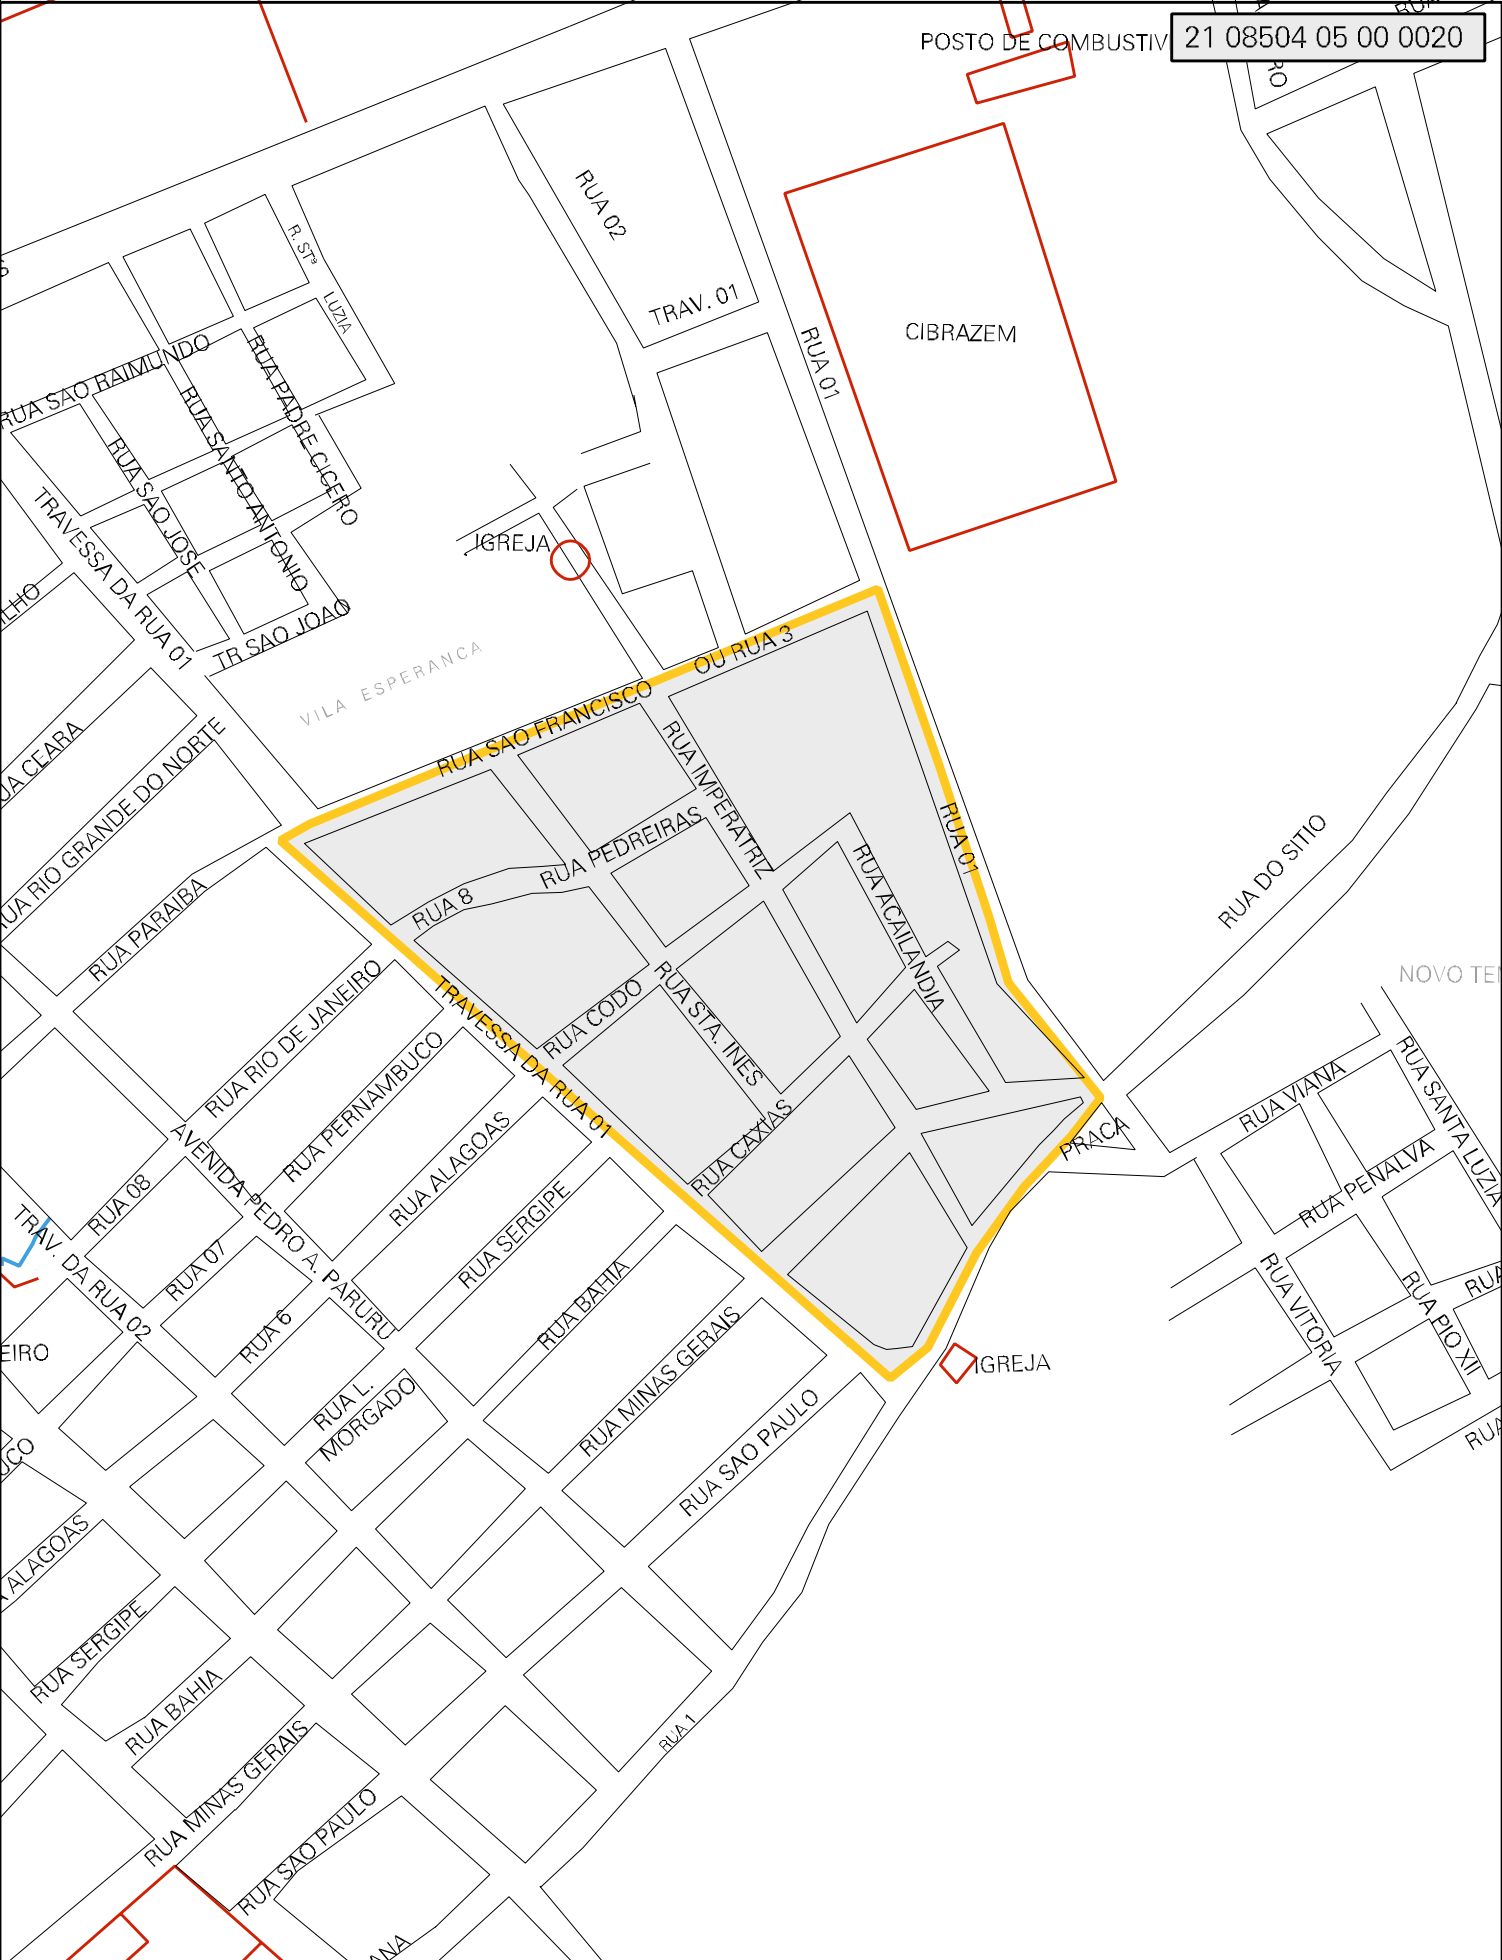 POSTO DE COMBUSTIV
21 08504 05 00 0020
RUA 02
R. STª
LUZIA
TRAV. 01
RUA 01
CIBRAZEM
RUA SAO RAIMUNDO
RUA PADRE CICERO
RUA SANTO ANTONIO
RUA SAO JOSE
TRAVESSA DA RUA 01
IGREJA
TR SAO JOAO
VILA ESPERANCA
OU RUA 3
RUA SAO FRANCISCO
RUA IMPERATRIZ
RUA PEDREIRAS
RUA 8
RUA ACAILANDIA
RUA 01
RUA DO SITIO
UA CEARA
RUA RIO GRANDE DO NORTE
RUA PARAIBA
RUA RIO DE JANEIRO
RUA PERNAMBUCO
RUA ALAGOAS
RUA SERGIPE
RUA BAHIA
RUA MINAS GERAIS
RUA SAO PAULO
TRAVESSA DA RUA 01
RUA CODO
RUA STA. INES
RUA CAXIAS
PRACA
NOVO TE
RUA VIANA
RUA SANTA LUZIA
RUA PENALVA
RUA VITORIA
RUA PIO XII
RUA
RUA
IGREJA
AVENIDA PEDRO A. PARURU
RUA 08
RUA 07
RUA 6
TRAV. DA RUA 02
EIRO
RUA L.
MORGADO
UCO
ALAGOAS
RUA SERGIPE
RUA BAHIA
RUA MINAS GERAIS
RUA SAO PAULO
RUA 1
ANA
LHO
RO